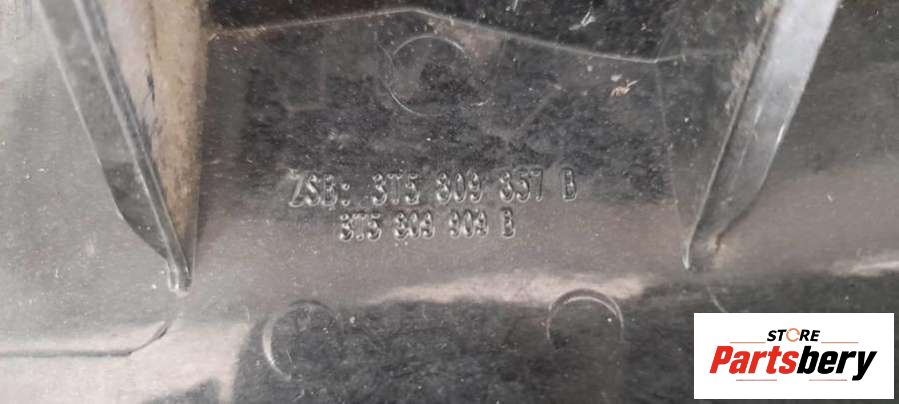 ZSB: 3T5 809 857 B
3T5 809 909 B
STORE
Partsbery